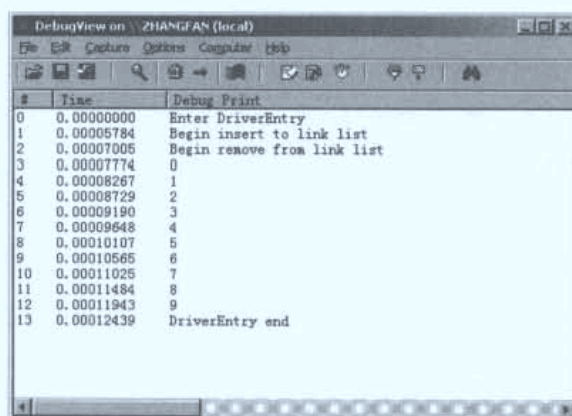 DebugView on \\ZHANGFAN (local)
File Edit Capture Options Computer Help
# Time Debug Print
0 0.00000000 Enter DriverEntry
1 0.00005784 Begin insert to link list
2 0.00007005 Begin remove from link list
3 0.00007774 0
4 0.00008267 1
5 0.00008729 2
6 0.00009190 3
7 0.00009648 4
8 0.00010107 5
9 0.00010565 6
10 0.00011025 7
11 0.00011484 8
12 0.00011943 9
13 0.00012439 DriverEntry end